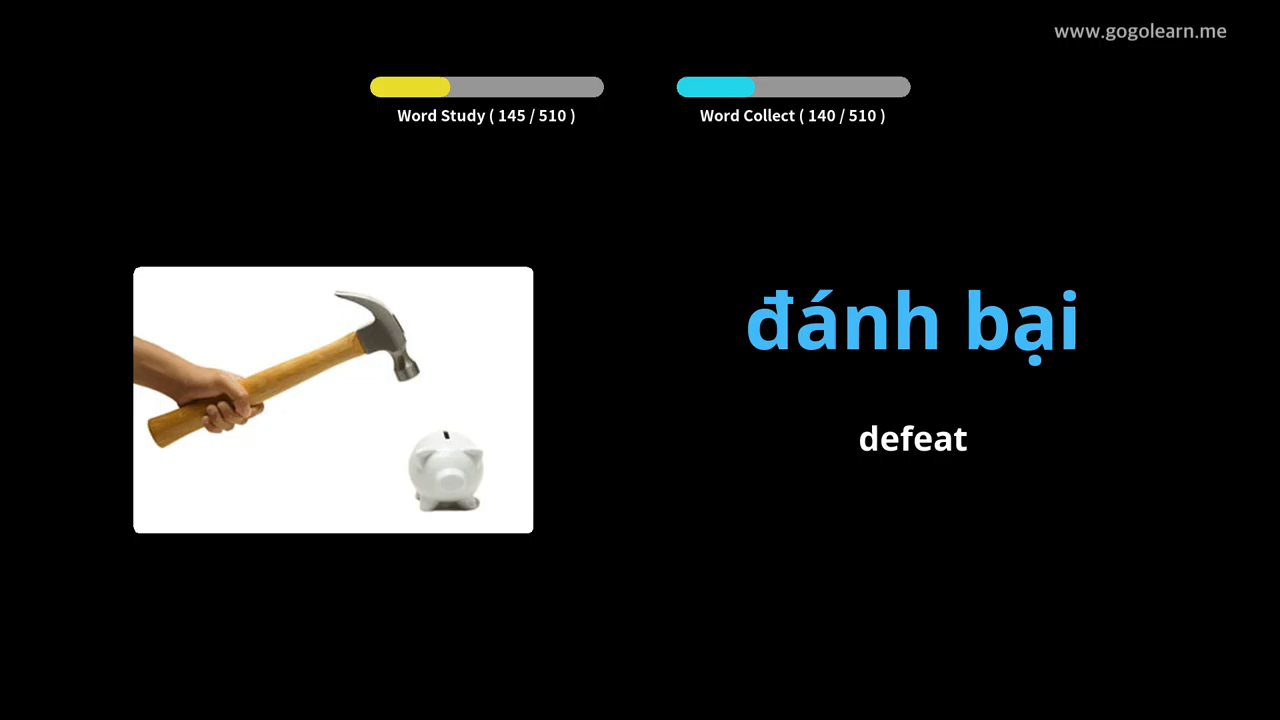 www.gogolearn.me
Word Study ( 145 / 510 )
Word Collect ( 140 / 510 )
đánh bại
defeat